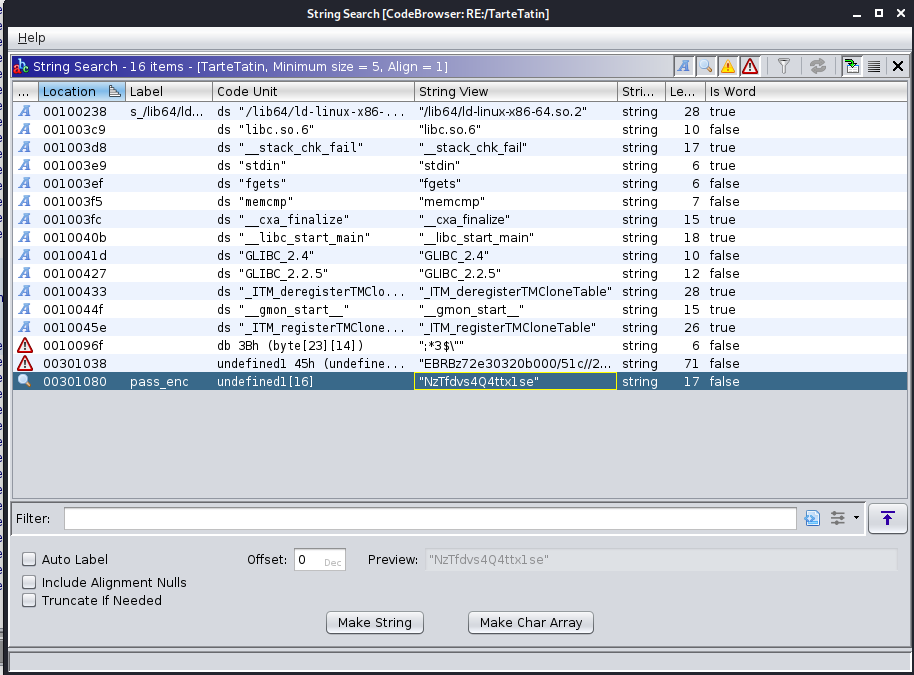 String Search [CodeBrowser: RE:/TarteTatin]
Help
String Search - 16 items - [TarteTatin, Minimum size = 5, Align = 1]
... Location Label Code Unit String View Stri... Le... Is Word
A 00100238 s_/lib64/ld... ds "/lib64/ld-linux-x86-... "/lib64/ld-linux-x86-64.so.2" string 28 true
A 001003c9 ds "libc.so.6" "libc.so.6" string 10 false
A 001003d8 ds "__stack_chk_fail" "__stack_chk_fail" string 17 true
A 001003e9 ds "stdin" "stdin" string 6 true
A 001003ef ds "fgets" "fgets" string 6 false
A 001003f5 ds "memcmp" "memcmp" string 7 false
A 001003fc ds "__cxa_finalize" "__cxa_finalize" string 15 true
A 0010040b ds "__libc_start_main" "__libc_start_main" string 18 true
A 0010041d ds "GLIBC_2.4" "GLIBC_2.4" string 10 false
A 00100427 ds "GLIBC_2.2.5" "GLIBC_2.2.5" string 12 false
A 00100433 ds "_ITM_deregisterTMClo... "_ITM_deregisterTMCloneTable" string 28 true
A 0010044f ds "__gmon_start__" "__gmon_start__" string 15 true
A 0010045e ds "_ITM_registerTMClone... "_ITM_registerTMCloneTable" string 26 true
0010096f db 3Bh (byte[23][14]) ";*3$\"" string 6 false
00301038 undefined1 45h (undefine... "EBRBz72e30320b000/51c//2... string 71 false
00301080 pass_enc undefined1[16] "NzTfdvs4Q4ttx1se" string 17 false
Filter:
Auto Label Offset: 0 Dec Preview: "NzTfdvs4Q4ttx1se"
Include Alignment Nulls
Truncate If Needed
Make String Make Char Array